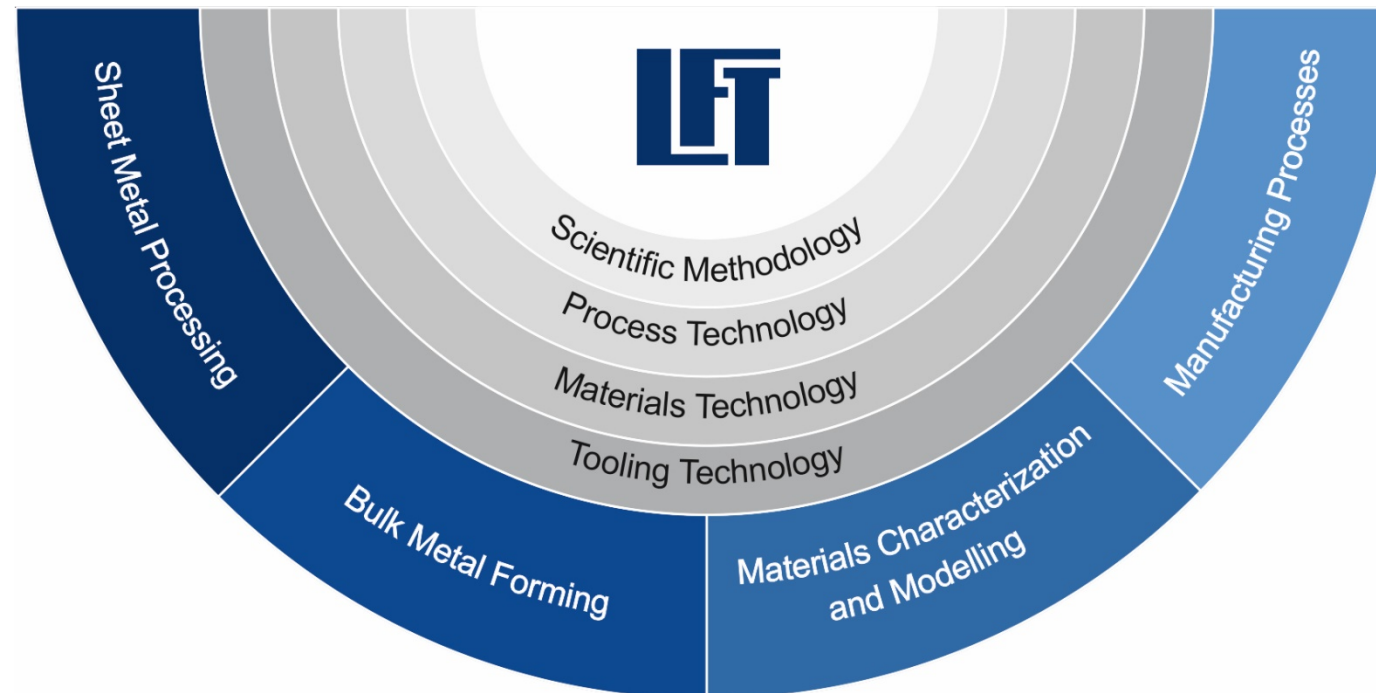 LFT
Scientific Methodology
Process Technology
Materials Technology
Tooling Technology
Sheet Metal Processing
Bulk Metal Forming
Materials Characterization
and Modelling
Manufacturing Processes